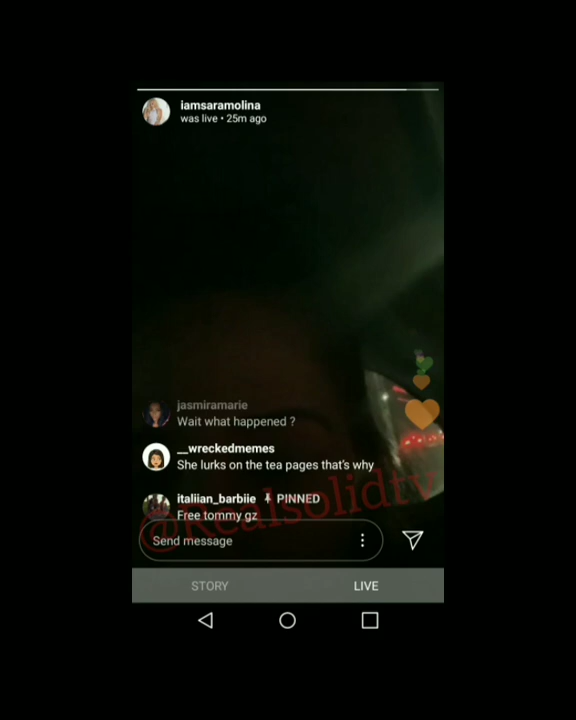 iamsaramolina
was live • 25m ago
jasmiramarie
Wait what happened ?
__wreckedmemes
She lurks on the tea pages that's why
italiian_barbiie PINNED
Free tommy gz
@Realsolidtv
Send message
STORY LIVE